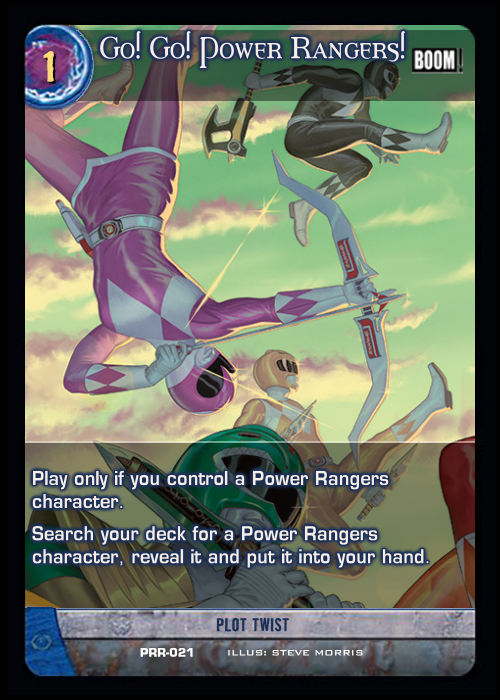 1
Go! Go! Power Rangers!
BOOM!
Play only if you control a Power Rangers
character.
Search your deck for a Power Rangers
character, reveal it and put it into your hand.
PLOT TWIST
PRR-021 ILLUS: STEVE MORRIS